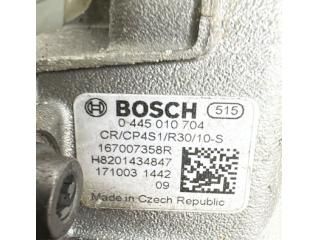 BOSCH 515
0 445 010 704
CR/CP4S1/R30/10-S
167007358R
H8201434847
171003 1442
09
Made in Czech Republic